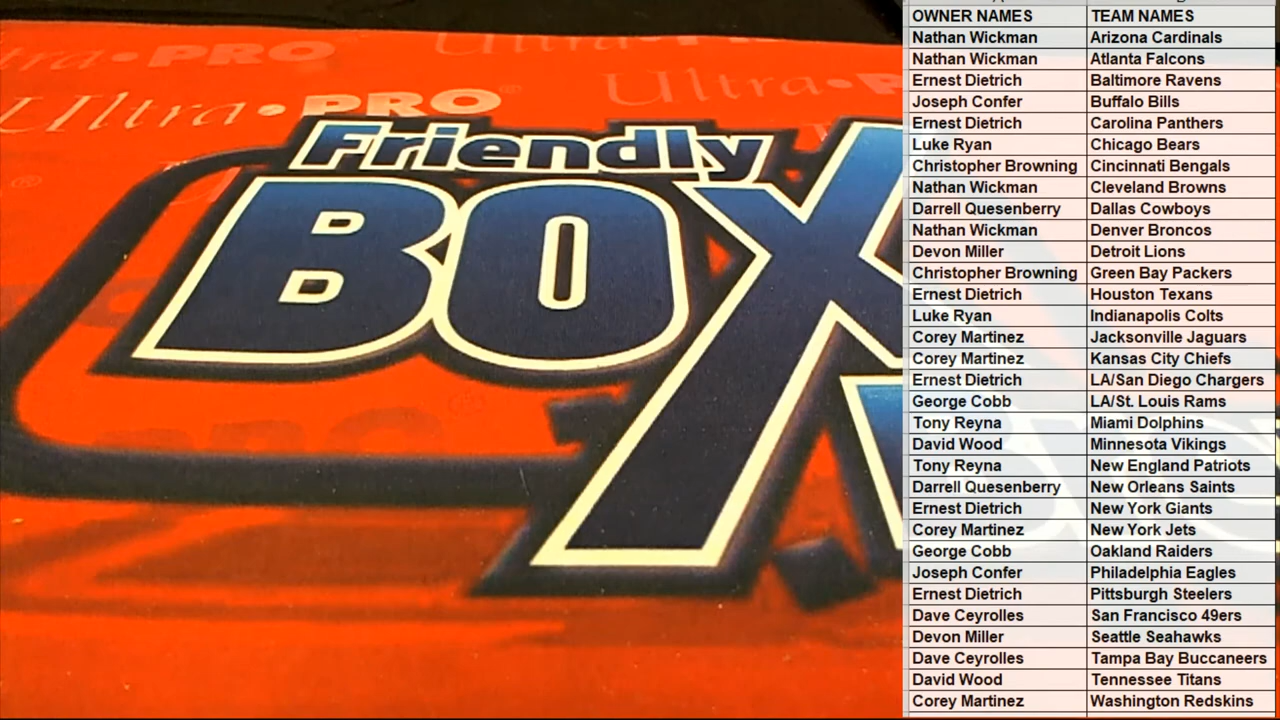 Ultra•PRO
Ultra•
Ultra•PRO
Ultra•P
Friendly
BOX
OWNER NAMES TEAM NAMES
Nathan Wickman Arizona Cardinals
Nathan Wickman Atlanta Falcons
Ernest Dietrich Baltimore Ravens
Joseph Confer Buffalo Bills
Ernest Dietrich Carolina Panthers
Luke Ryan Chicago Bears
Christopher Browning Cincinnati Bengals
Nathan Wickman Cleveland Browns
Darrell Quesenberry Dallas Cowboys
Nathan Wickman Denver Broncos
Devon Miller Detroit Lions
Christopher Browning Green Bay Packers
Ernest Dietrich Houston Texans
Luke Ryan Indianapolis Colts
Corey Martinez Jacksonville Jaguars
Corey Martinez Kansas City Chiefs
Ernest Dietrich LA/San Diego Chargers
George Cobb LA/St. Louis Rams
Tony Reyna Miami Dolphins
David Wood Minnesota Vikings
Tony Reyna New England Patriots
Darrell Quesenberry New Orleans Saints
Ernest Dietrich New York Giants
Corey Martinez New York Jets
George Cobb Oakland Raiders
Joseph Confer Philadelphia Eagles
Ernest Dietrich Pittsburgh Steelers
Dave Ceyrolles San Francisco 49ers
Devon Miller Seattle Seahawks
Dave Ceyrolles Tampa Bay Buccaneers
David Wood Tennessee Titans
Corey Martinez Washington Redskins